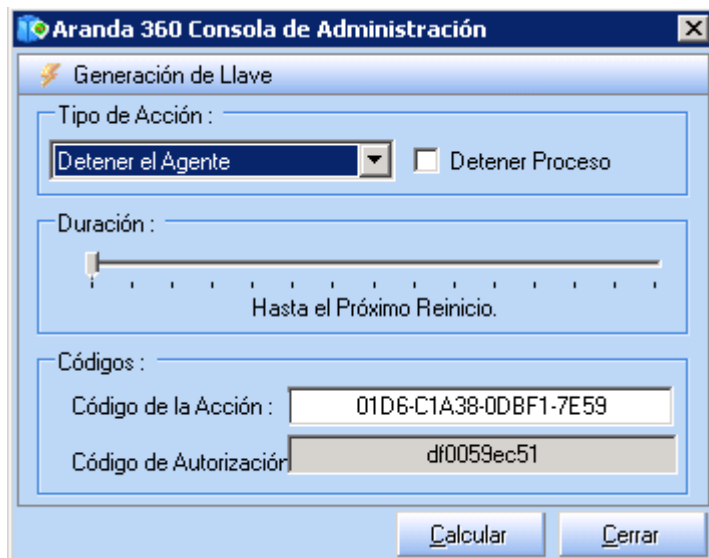 Aranda 360 Consola de Administración
Generación de Llave
Tipo de Acción :
Detener el Agente
Detener Proceso
Duración :
Hasta el Próximo Reinicio.
Códigos :
Código de la Acción : 01D6-C1A38-0DBF1-7E59
Código de Autorización df0059ec51
Calcular Cerrar